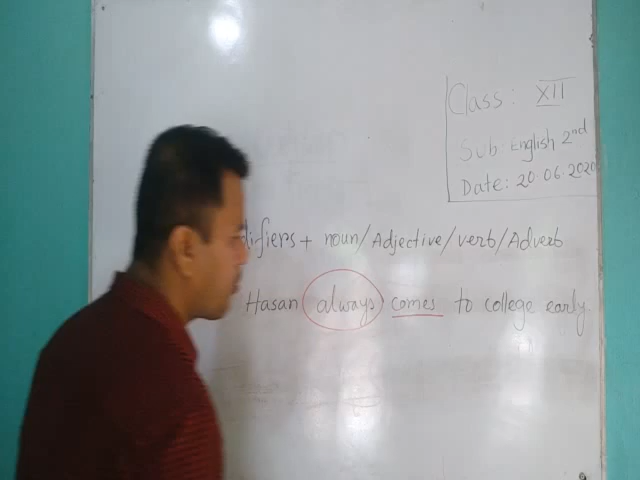 Class: XII
Sub: English 2nd
Date: 20.06.2020
difiers + noun/Adjective/verb/Adverb
Hasan always comes to college early.